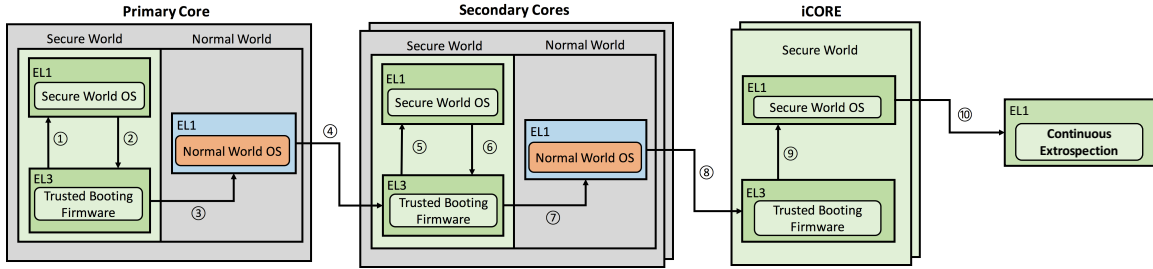 Primary Core
Secure World
Normal World
EL1
Secure World OS
①
②
EL3
Trusted Booting
Firmware
③
EL1
Normal World OS
④
Secondary Cores
Secure World
Normal World
EL1
Secure World OS
⑤
⑥
EL3
Trusted Booting
Firmware
⑦
EL1
Normal World OS
⑧
iCORE
Secure World
EL1
Secure World OS
⑨
EL3
Trusted Booting
Firmware
⑩
EL1
Continuous
Extrospection